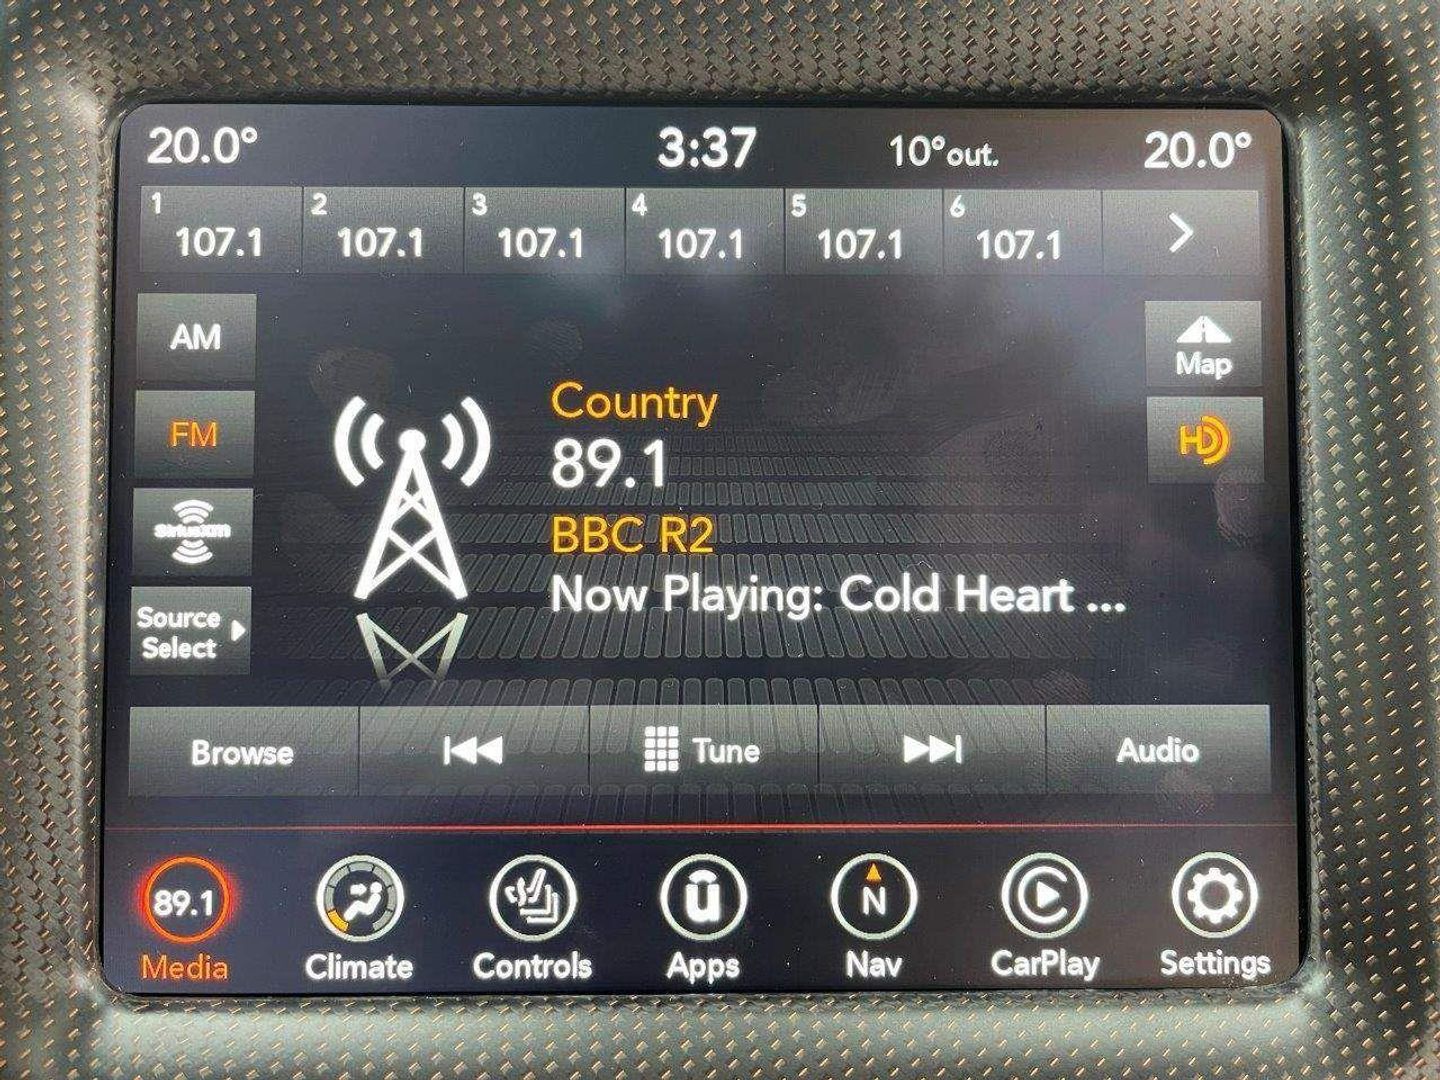 20.0° 3:37 10°out. 20.0°
1 2 3 4 5 6
107.1 107.1 107.1 107.1 107.1 107.1
AM
Map
FM
HD
SiriusXM
Source
Select
Country
89.1
BBC R2
Now Playing: Cold Heart ...
Browse Tune Audio
89.1 u N
Media Climate Controls Apps Nav CarPlay Settings